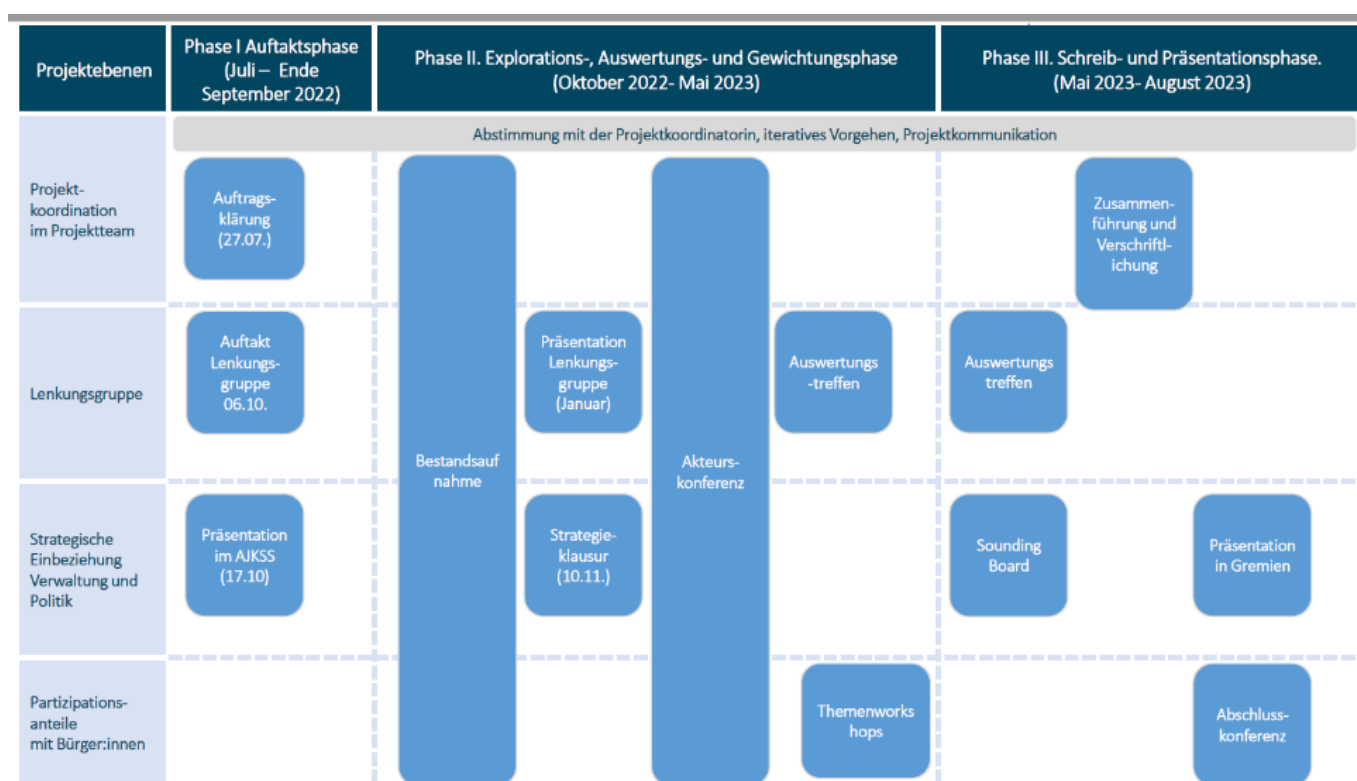 Projektebenen
Phase I Auftaktsphase
(Juli – Ende
September 2022)
Phase II. Explorations-, Auswertungs- und Gewichtungsphase
(Oktober 2022- Mai 2023)
Phase III. Schreib- und Präsentationsphase.
(Mai 2023- August 2023)
Abstimmung mit der Projektkoordinatorin, iteratives Vorgehen, Projektkommunikation
Projekt-
koordination
im Projektteam
Auftrags-
klärung
(27.07.)
Zusammen-
führung und
Verschriftl-
ichung
Lenkungsgruppe
Auftakt
Lenkungs-
gruppe
06.10.
Präsentation
Lenkungs-
gruppe
(Januar)
Auswertungs
-treffen
Auswertungs
treffen
Bestandsauf
nahme
Akteurs-
konferenz
Strategische
Einbeziehung
Verwaltung und
Politik
Präsentation
im AJKSS
(17.10)
Strategie-
klausur
(10.11.)
Sounding
Board
Präsentation
in Gremien
Partizipations-
anteile
mit Bürger:innen
Themenworks
hops
Abschluss-
konferenz